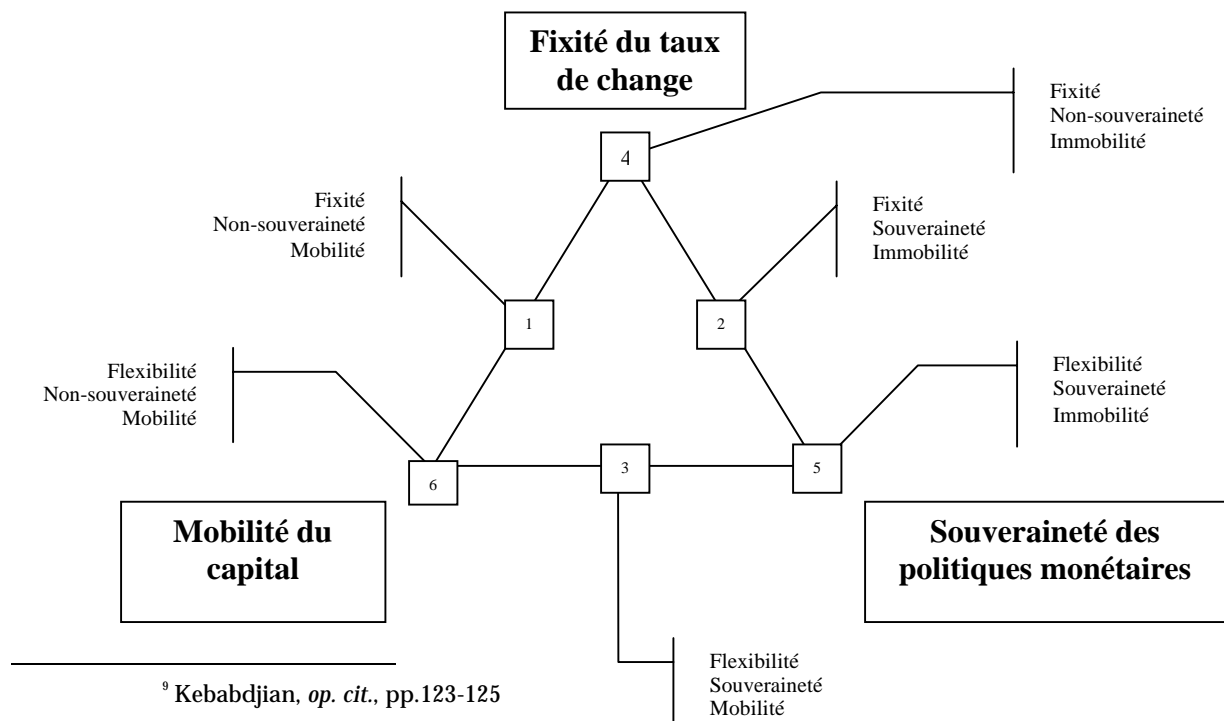 Fixité du taux
de change
Fixité
Non-souveraineté
Immobilité
4
Fixité
Non-souveraineté
Mobilité
Fixité
Souveraineté
Immobilité
1
2
Flexibilité
Non-souveraineté
Mobilité
Flexibilité
Souveraineté
Immobilité
6
3
5
Mobilité du
capital
Souveraineté des
politiques monétaires
Flexibilité
Souveraineté
Mobilité
⁹ Kebabdjian, op. cit., pp.123-125